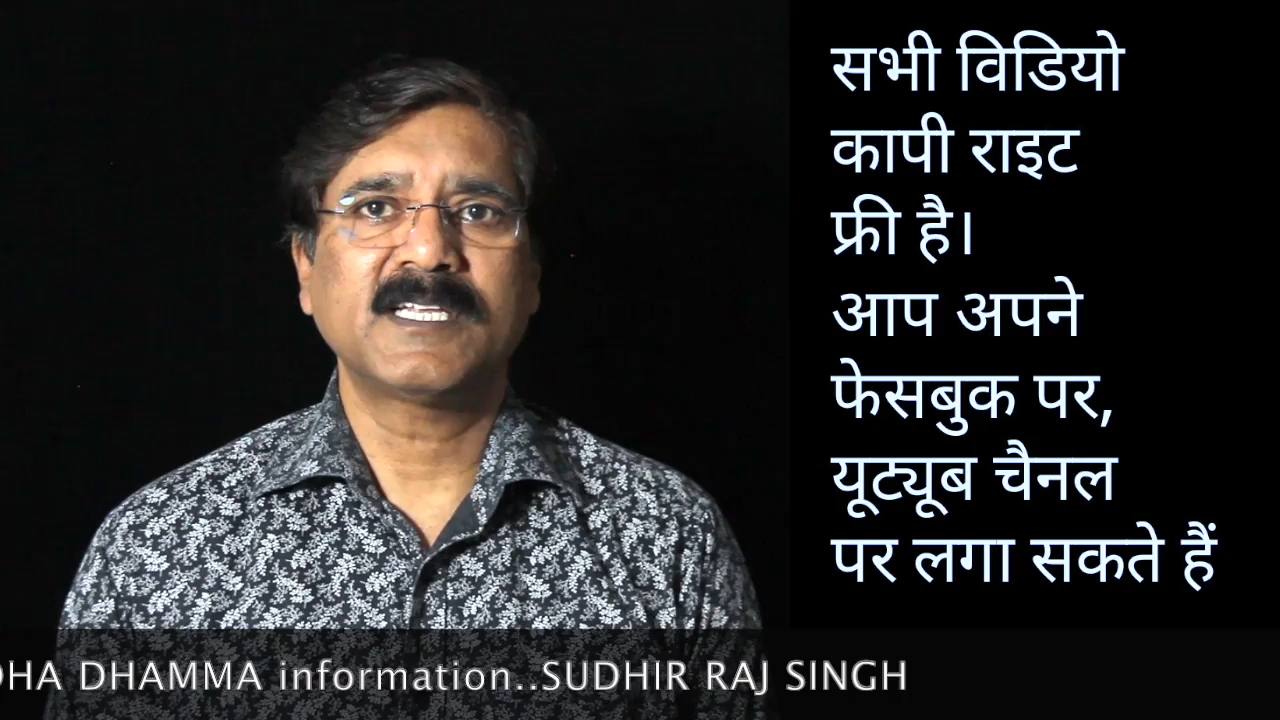 सभी विडियो
कापी राइट
फ्री है।
आप अपने
फेसबुक पर,
यूट्यूब चैनल
पर लगा सकते हैं
DHA DHAMMA information..SUDHIR RAJ SINGH